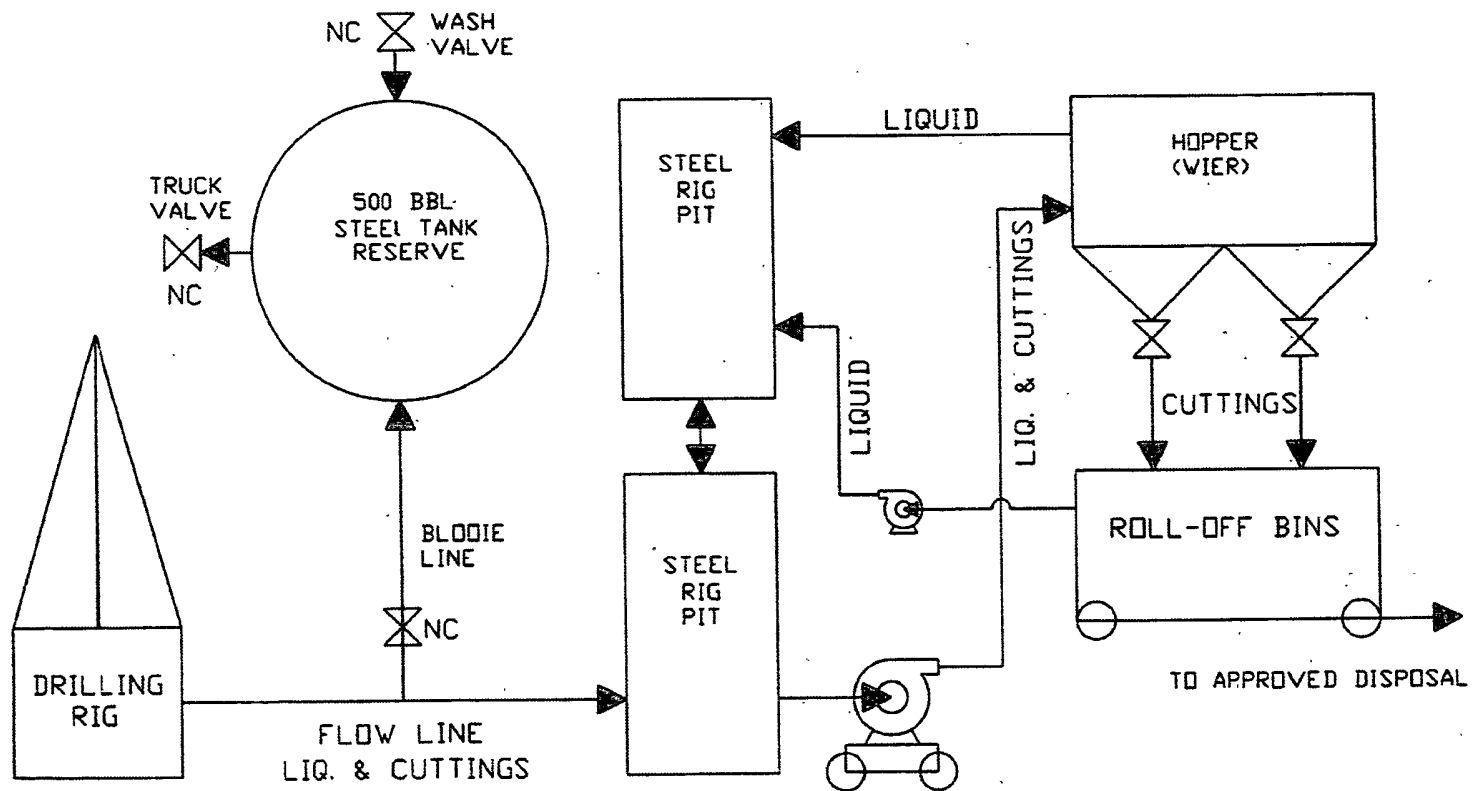 NC
WASH
VALVE
LIQUID
HOPPER
(WIER)
STEEL
RIG
PIT
TRUCK
VALVE
500 BBL.
STEEL TANK
RESERVE
NC
LIQUID
LIQ. & CUTTINGS
CUTTINGS
BLOOIE
LINE
NC
STEEL
RIG
PIT
ROLL-OFF BINS
DRILLING
RIG
FLOW LINE
LIQ. & CUTTINGS
TO APPROVED DISPOSAL